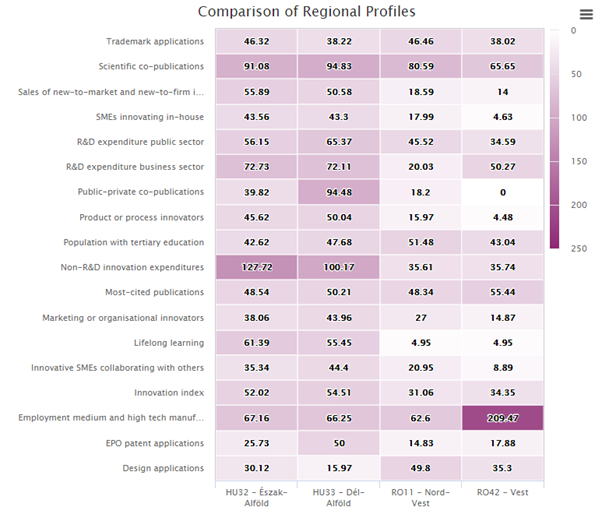 Comparison of Regional Profiles
Trademark applications 46.32 38.22 46.46 38.02
Scientific co-publications 91.08 94.83 80.59 65.65
Sales of new-to-market and new-to-firm i... 55.89 50.58 18.59 14
SMEs innovating in-house 43.56 43.3 17.99 4.63
R&D expenditure public sector 56.15 65.37 45.52 34.59
R&D expenditure business sector 72.73 72.11 20.03 50.27
Public-private co-publications 39.82 94.48 18.2 0
Product or process innovators 45.62 50.04 15.97 4.48
Population with tertiary education 42.62 47.68 51.48 43.04
Non-R&D innovation expenditures 127.72 100.17 35.61 35.74
Most-cited publications 48.54 50.21 48.34 55.44
Marketing or organisational innovators 38.06 43.96 27 14.87
Lifelong learning 61.39 55.45 4.95 4.95
Innovative SMEs collaborating with others 35.34 44.4 20.95 8.89
Innovation index 52.02 54.51 31.06 34.35
Employment medium and high tech manuf... 67.16 66.25 62.6 209.47
EPO patent applications 25.73 50 14.83 17.88
Design applications 30.12 15.97 49.8 35.3
HU32 - Észak-
Alföld
HU33 - Dél-
Alföld
RO11 - Nord-
Vest
RO42 - Vest
0
50
100
150
200
250